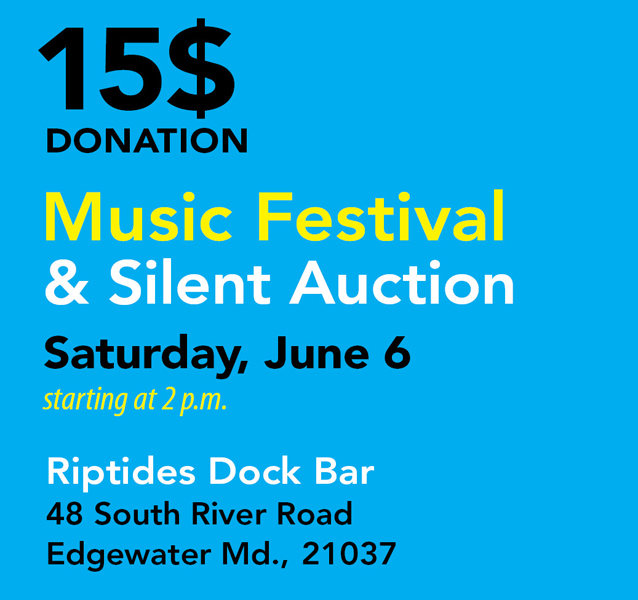 15$
DONATION
Music Festival
& Silent Auction
Saturday, June 6
starting at 2 p.m.
Riptides Dock Bar
48 South River Road
Edgewater Md., 21037